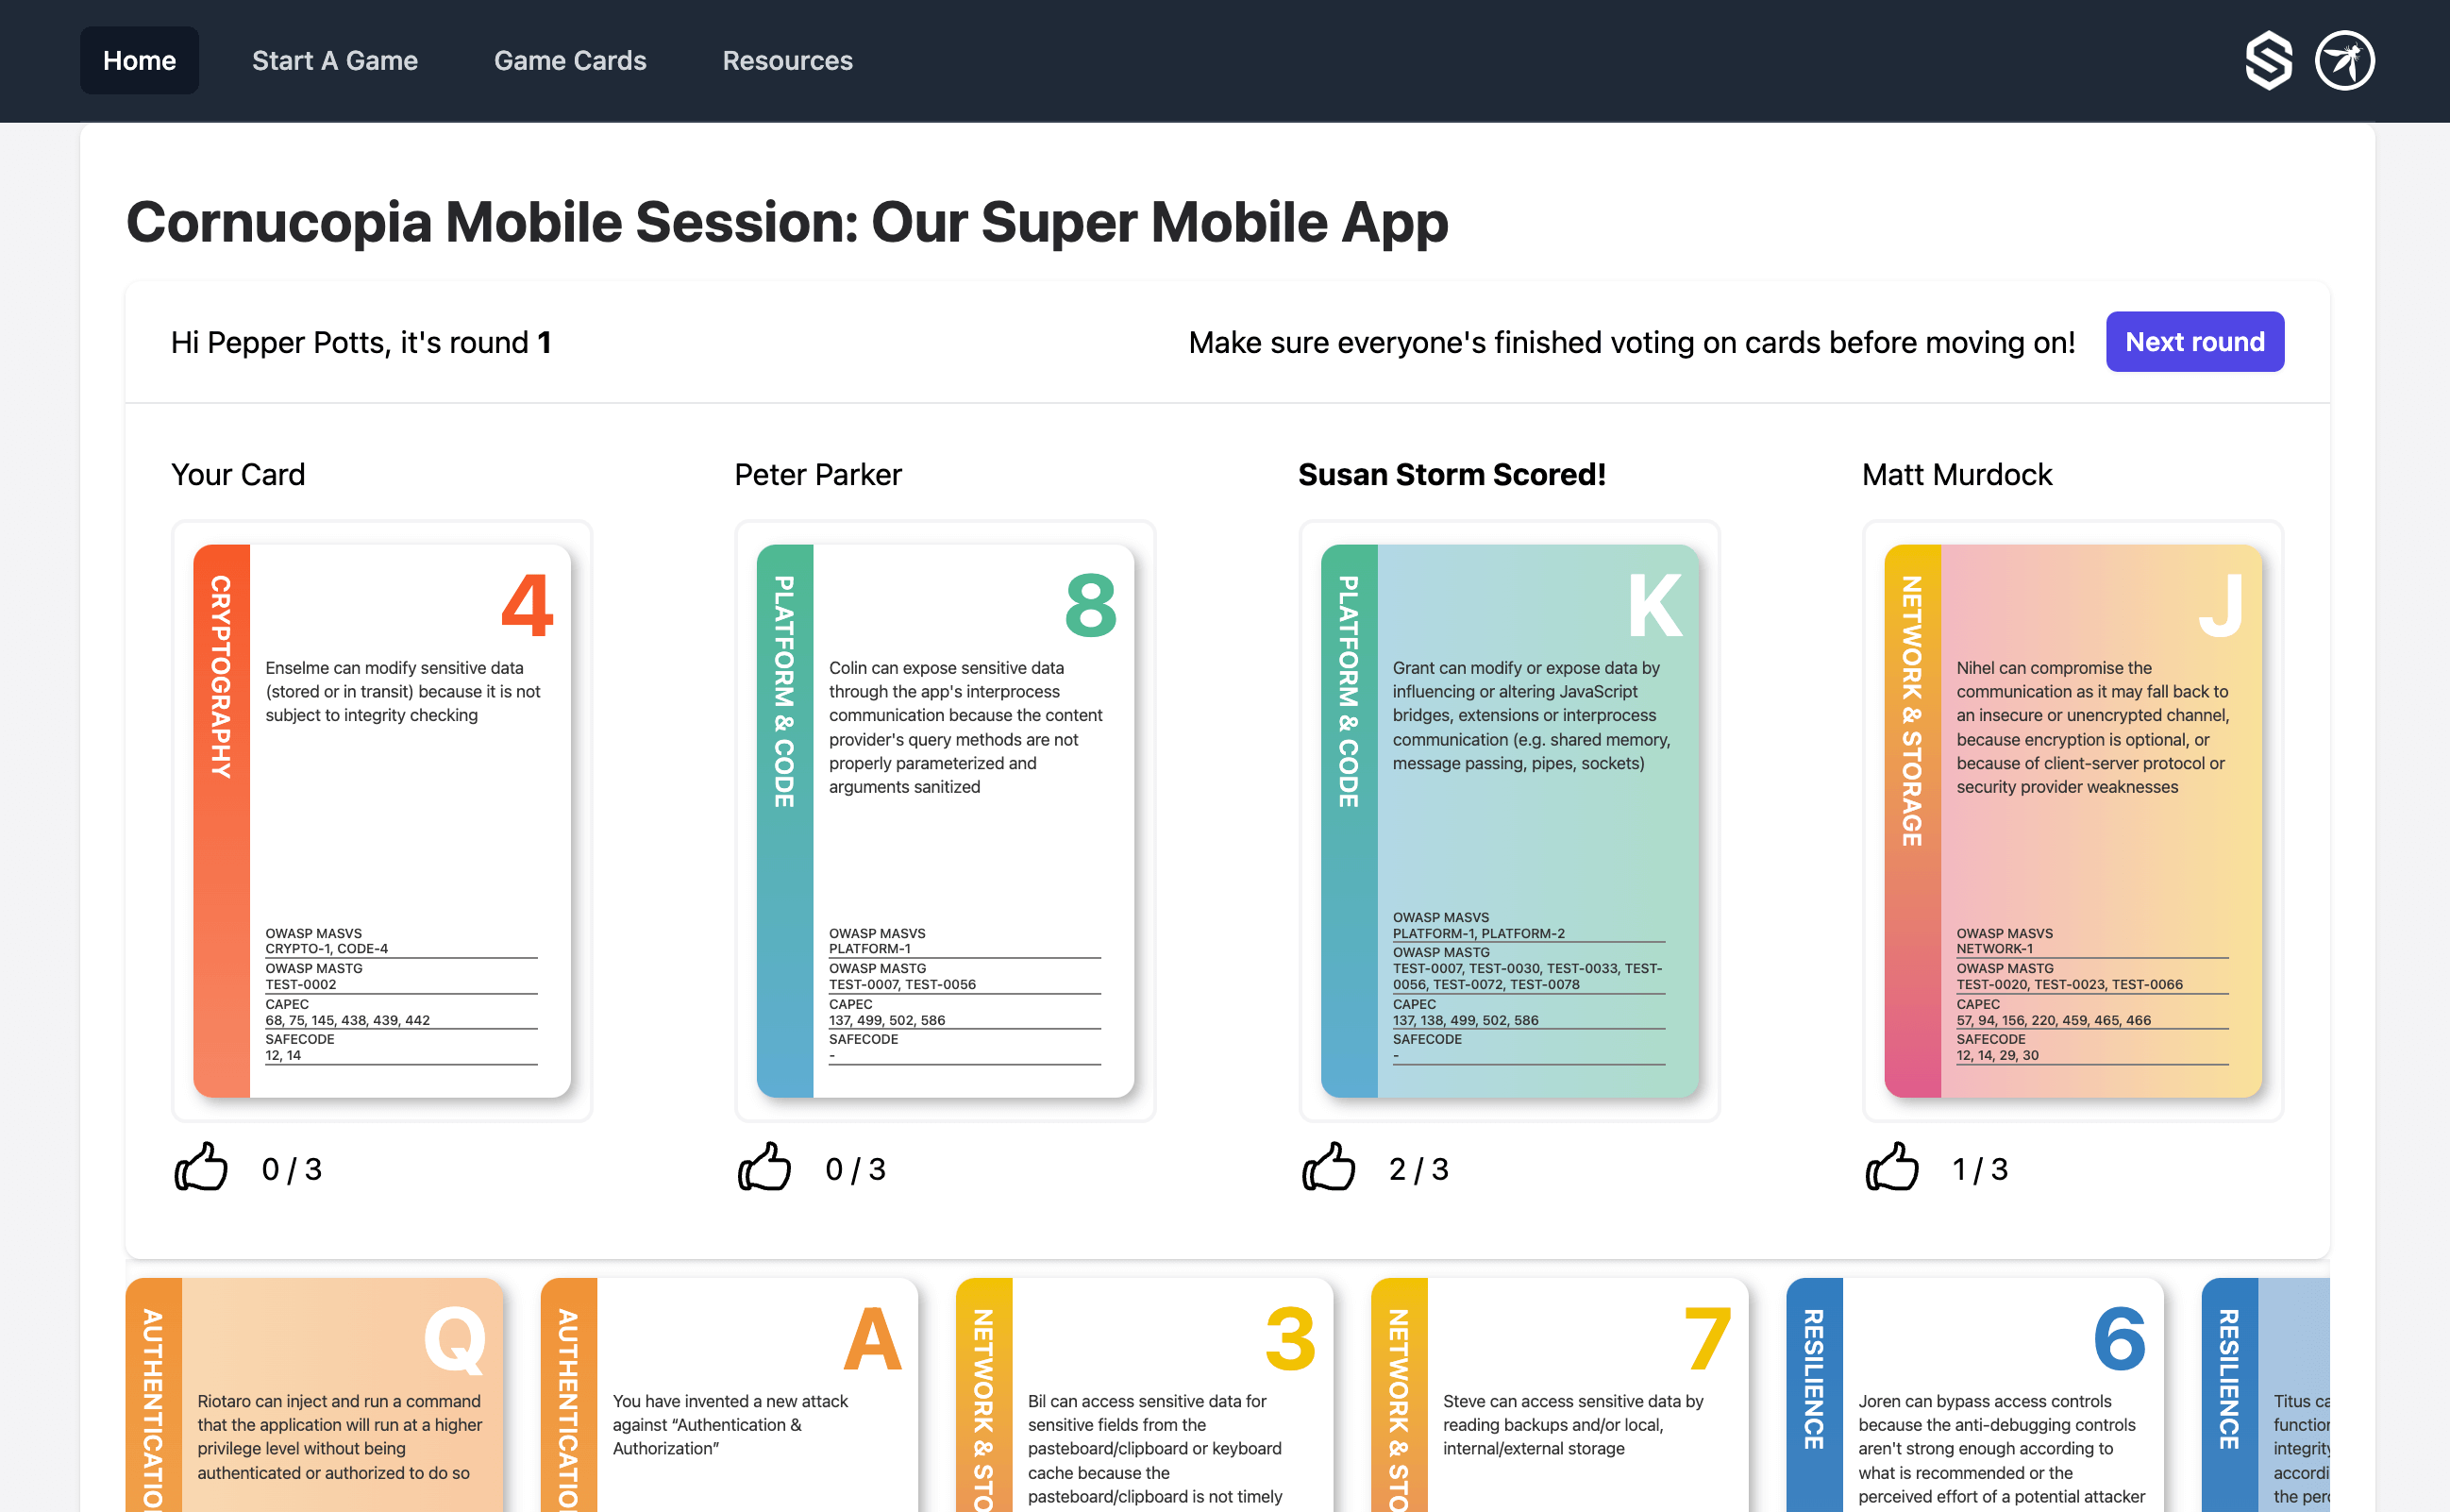 Home
Start A Game
Game Cards
Resources
Cornucopia Mobile Session: Our Super Mobile App
Hi Pepper Potts, it's round 1
Make sure everyone's finished voting on cards before moving on!
Next round
Your Card
CRYPTOGRAPHY
4
Enselme can modify sensitive data
(stored or in transit) because it is not
subject to integrity checking
OWASP MASVS
CRYPTO-1, CODE-4
OWASP MASTG
TEST-0002
CAPEC
68, 75, 145, 438, 439, 442
SAFECODE
12, 14
0 / 3
Peter Parker
PLATFORM & CODE
8
Colin can expose sensitive data
through the app's interprocess
communication because the content
provider's query methods are not
properly parameterized and
arguments sanitized
OWASP MASVS
PLATFORM-1
OWASP MASTG
TEST-0007, TEST-0056
CAPEC
137, 499, 502, 586
SAFECODE
-
0 / 3
Susan Storm Scored!
PLATFORM & CODE
K
Grant can modify or expose data by
influencing or altering JavaScript
bridges, extensions or interprocess
communication (e.g. shared memory,
message passing, pipes, sockets)
OWASP MASVS
PLATFORM-1, PLATFORM-2
OWASP MASTG
TEST-0007, TEST-0030, TEST-0033, TEST-
0056, TEST-0072, TEST-0078
CAPEC
137, 138, 499, 502, 586
SAFECODE
-
2 / 3
Matt Murdock
NETWORK & STORAGE
J
Nihel can compromise the
communication as it may fall back to
an insecure or unencrypted channel,
because encryption is optional, or
because of client-server protocol or
security provider weaknesses
OWASP MASVS
NETWORK-1
OWASP MASTG
TEST-0020, TEST-0023, TEST-0066
CAPEC
57, 94, 156, 220, 459, 465, 466
SAFECODE
12, 14, 29, 30
1 / 3
AUTHENTICATIO
Q
Riotaro can inject and run a command
that the application will run at a higher
privilege level without being
authenticated or authorized to do so
AUTHENTICATIO
A
You have invented a new attack
against “Authentication &
Authorization”
NETWORK & STO
3
Bil can access sensitive data for
sensitive fields from the
pasteboard/clipboard or keyboard
cache because the
pasteboard/clipboard is not timely
NETWORK & STO
7
Steve can access sensitive data by
reading backups and/or local,
internal/external storage
RESILIENCE
6
Joren can bypass access controls
because the anti-debugging controls
aren't strong enough according to
what is recommended or the
perceived effort of a potential attacker
RESILIENCE
Titus ca
function
integrity
accordi
the perc